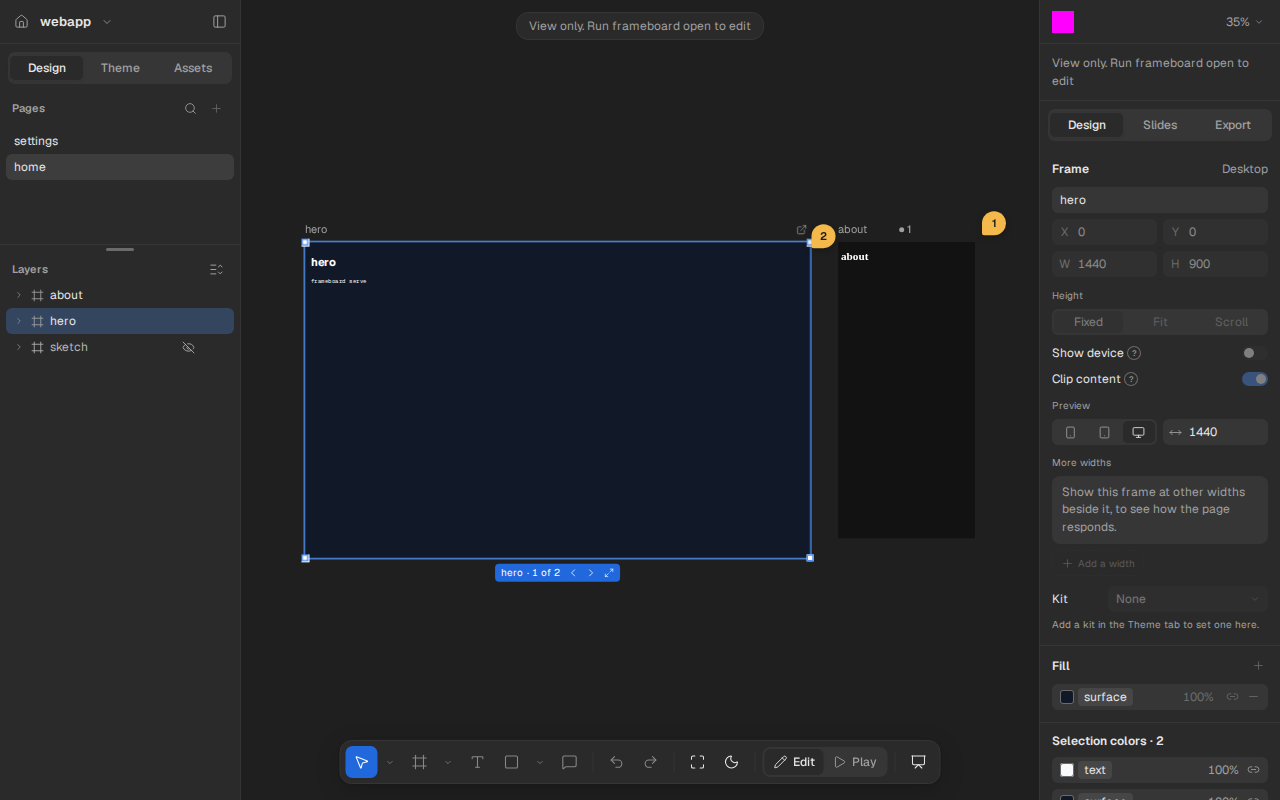 webapp
View only. Run frameboard open to edit
35%
View only. Run frameboard open to
edit
Design
Theme
Assets
Pages
settings
home
Layers
about
hero
sketch
hero
2
about
1
1
hero
frameboard serve
about
hero · 1 of 2
Edit
Play
Design
Slides
Export
Frame
Desktop
hero
X 0
Y 0
W 1440
H 900
Height
Fixed
Fit
Scroll
Show device ?
Clip content ?
Preview
1440
More widths
Show this frame at other widths
beside it, to see how the page
responds.
Add a width
Kit
None
Add a kit in the Theme tab to set one here.
Fill
surface
100%
Selection colors · 2
text
100%
surface
100%